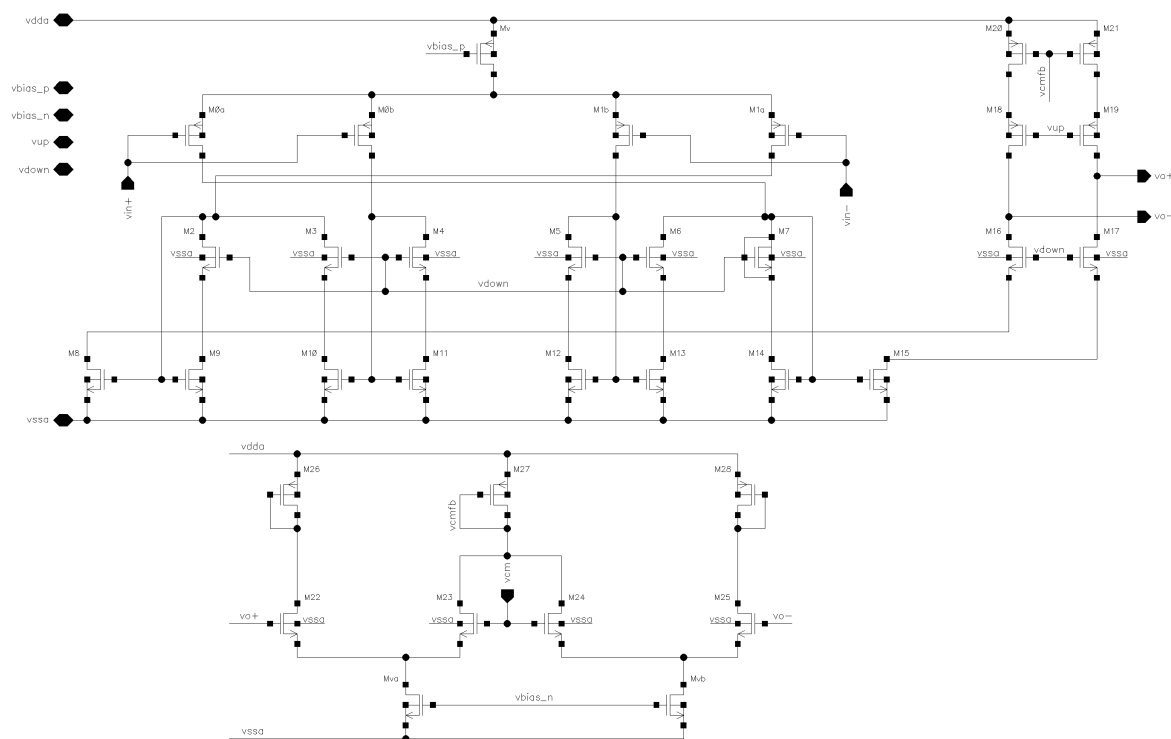 vdda
Mv
M20
M21
vbias_p
vcmfb
vbias_p
M0a
M0b
M1b
M1a
M18
M19
vbias_n
vup
vup
vdown
vo+
vin+
vin-
vo-
M2
M3
M4
M5
M6
M7
M16
M17
vssa
vssa
vssa
vssa
vssa
vssa
vssa
vdown
vssa
vdown
M8
M9
M10
M11
M12
M13
M14
M15
vssa
vdda
M26
M27
M28
vcmfb
vcm
M22
M23
M24
M25
vo+
vssa
vssa
vssa
vssa
vo-
Mva
Mvb
vbias_n
vssa